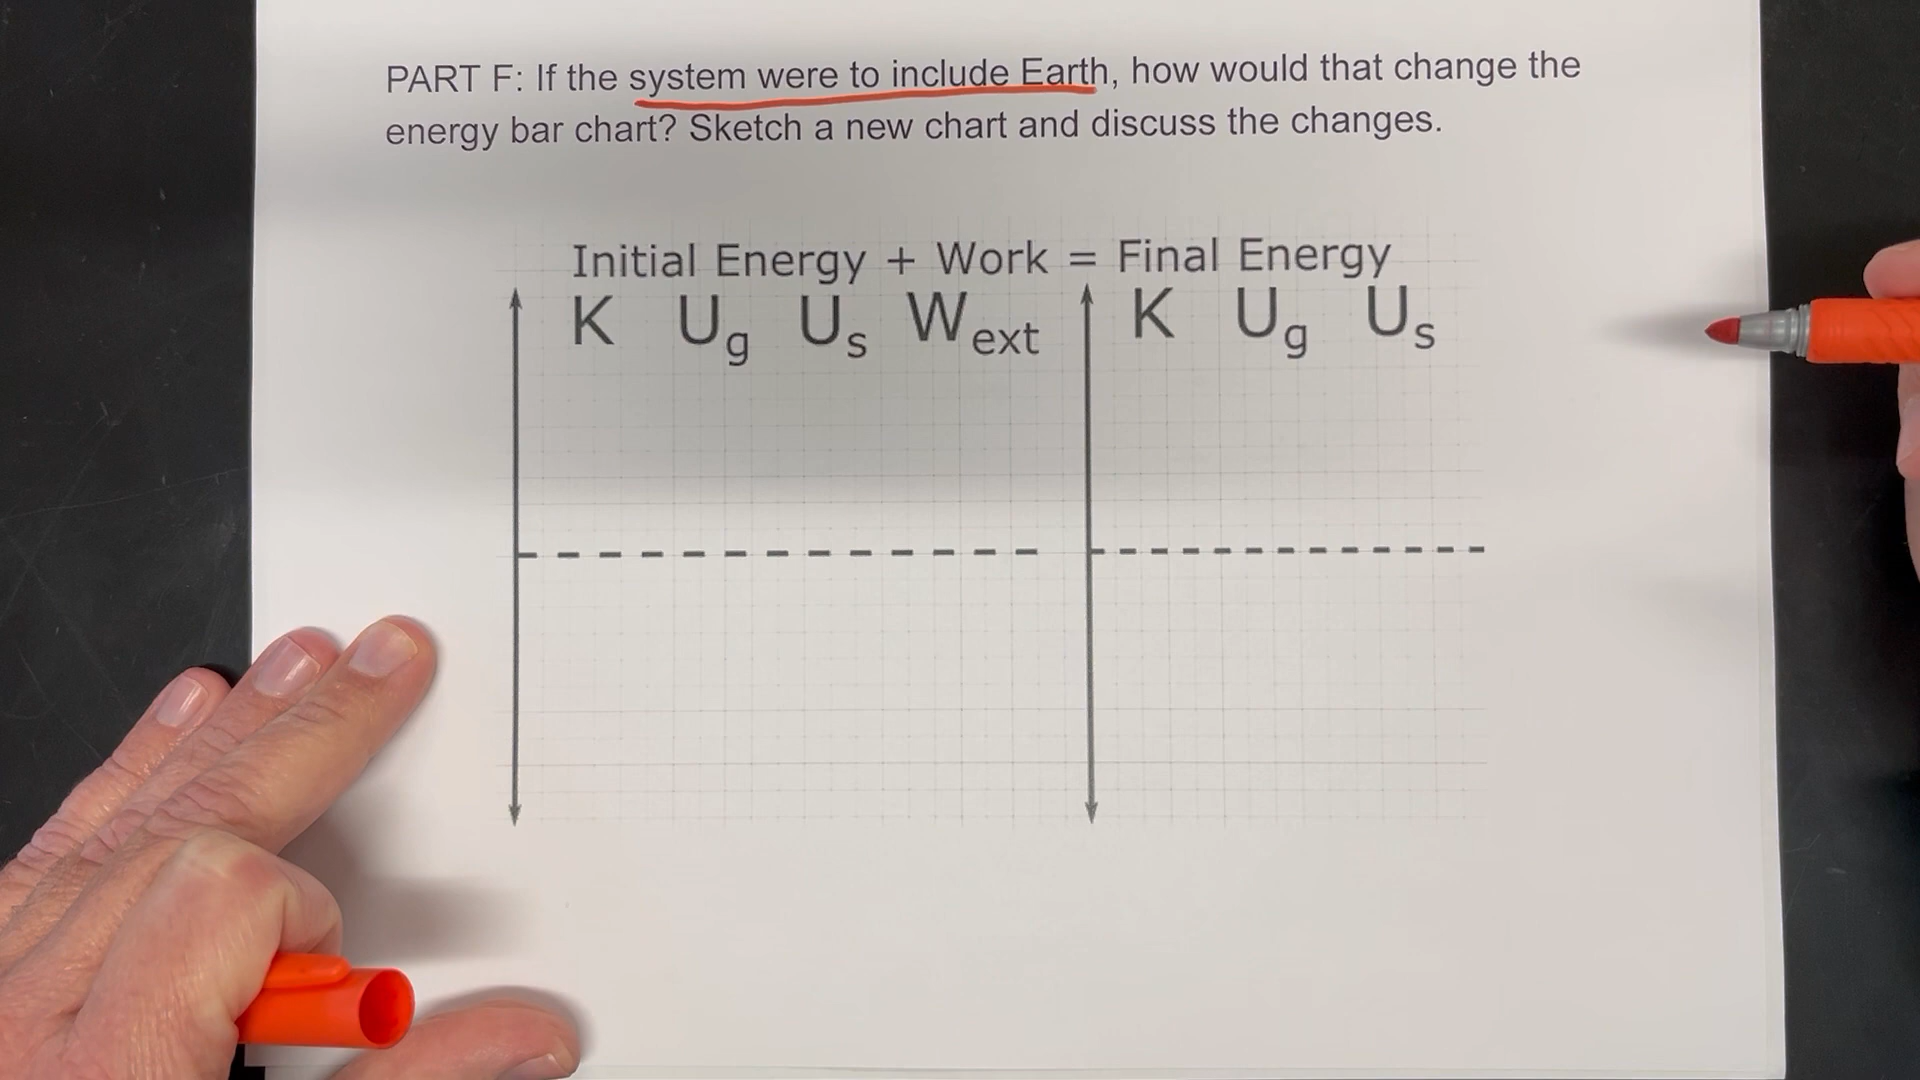 PART F: If the system were to include Earth, how would that change the
energy bar chart? Sketch a new chart and discuss the changes.
Initial Energy + Work = Final Energy
K Ug Us Wext K Ug Us